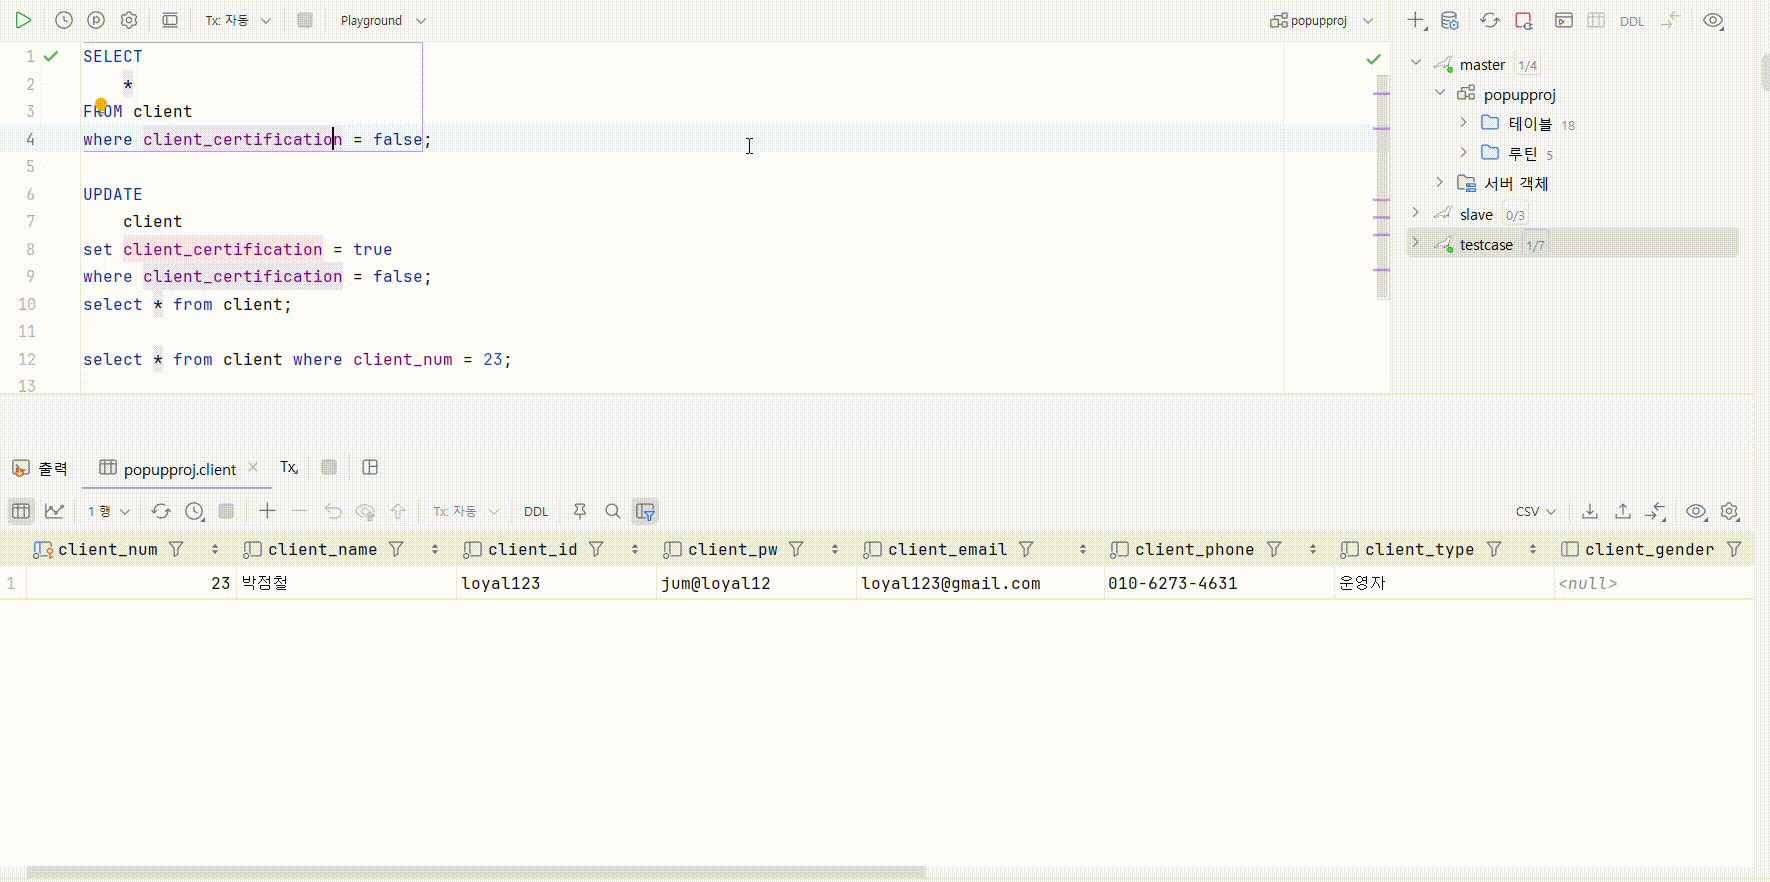 Tx: 자동 Playground popupproj DDL
1 SELECT
2 *
3 FROM client
4 where client_certification = false;
5
6 UPDATE
7 client
8 set client_certification = true
9 where client_certification = false;
10 select * from client;
11
12 select * from client where client_num = 23;
13
master 1/4
popupproj
테이블 18
루틴 5
서버 객체
slave 0/3
testcase 1/7
출력 popupproj.client Tx
1 행 Tx: 자동 DDL CSV
client_num client_name client_id client_pw client_email client_phone client_type client_gender
1 23 박점철 loyal123 jum@loyal12 loyal123@gmail.com 010-6273-4631 운영자 <null>